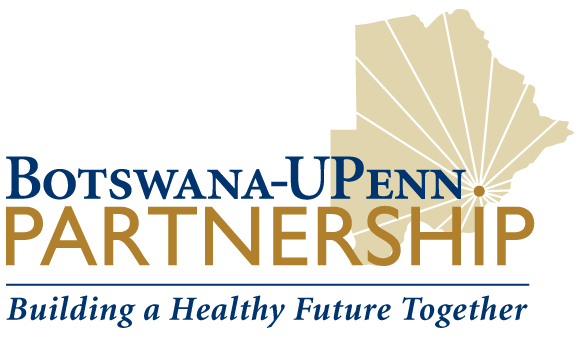 BOTSWANA-UPENN
PARTNERSHIP
Building a Healthy Future Together